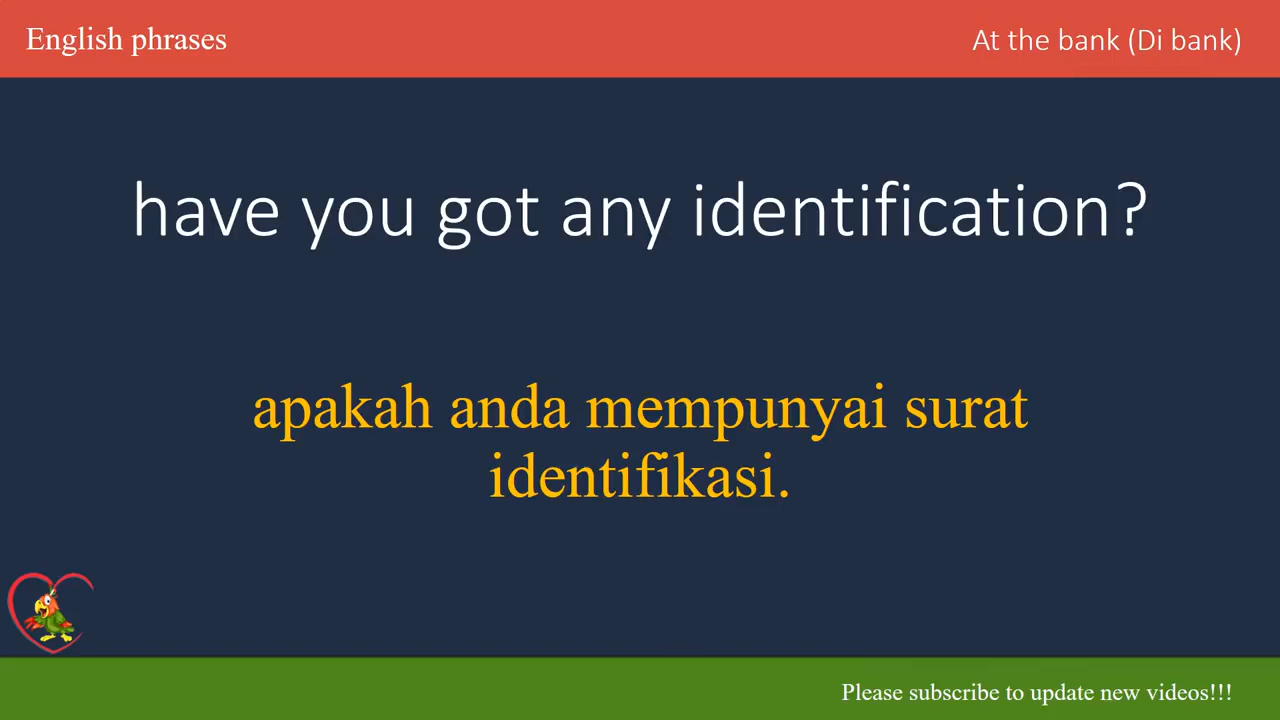 English phrases
At the bank (Di bank)
have you got any identification?
apakah anda mempunyai surat
identifikasi.
Please subscribe to update new videos!!!